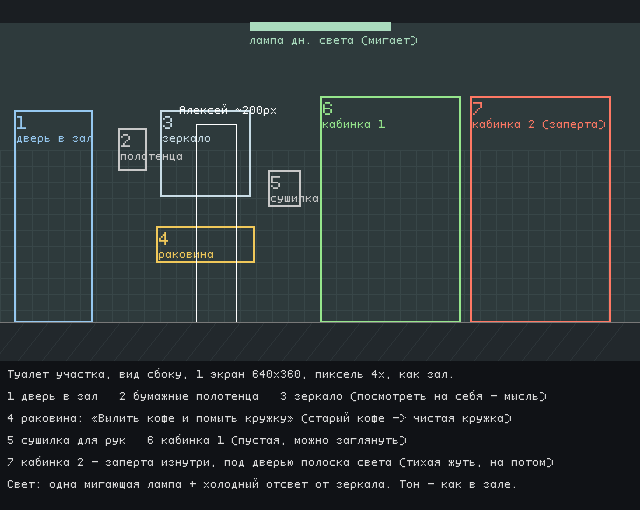 лампа дн. света (мигает)
Алексей ~200px
1
дверь в зал
2
полотенца
3
зеркало
4
раковина
5
сушилка
6
кабинка 1
7
кабинка 2 (заперта)
Туалет участка, вид сбоку, 1 экран 640x360, пиксель 4x, как зал.
1 дверь в зал 2 бумажные полотенца 3 зеркало (посмотреть на себя — мысль)
4 раковина: «Вылить кофе и помыть кружку» (старый кофе —> чистая кружка)
5 сушилка для рук 6 кабинка 1 (пустая, можно заглянуть)
7 кабинка 2 — заперта изнутри, под дверью полоска света (тихая жуть, на потом)
Свет: одна мигающая лампа + холодный отсвет от зеркала. Тон — как в зале.